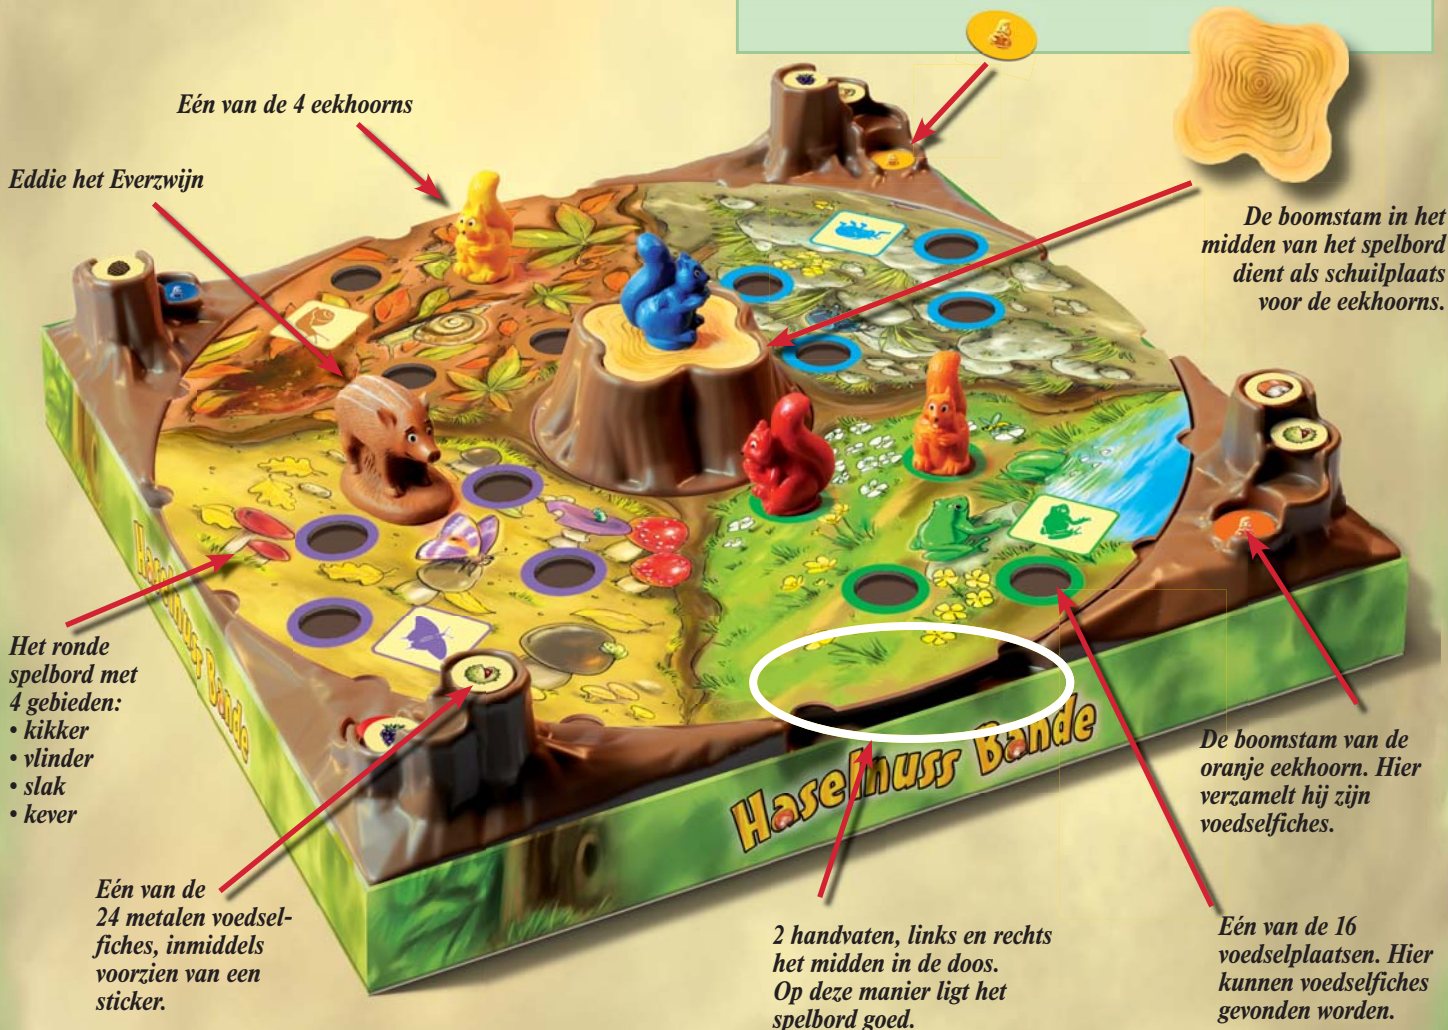 Eén van de 4 eekhoorns
Eddie het Everzwijn
De boomstam in het
midden van het spelbord
dient als schuilplaats
voor de eekhoorns.
Het ronde
spelbord met
4 gebieden:
• kikker
• vlinder
• slak
• kever
Haselnuss Bande
Haselnuss Bande
De boomstam van de
oranje eekhoorn. Hier
verzamelt hij zijn
voedselfiches.
Eén van de
24 metalen voedsel-
fiches, inmiddels
voorzien van een
sticker.
2 handvaten, links en rechts
het midden in de doos.
Op deze manier ligt het
spelbord goed.
Eén van de 16
voedselplaatsen. Hier
kunnen voedselfiches
gevonden worden.